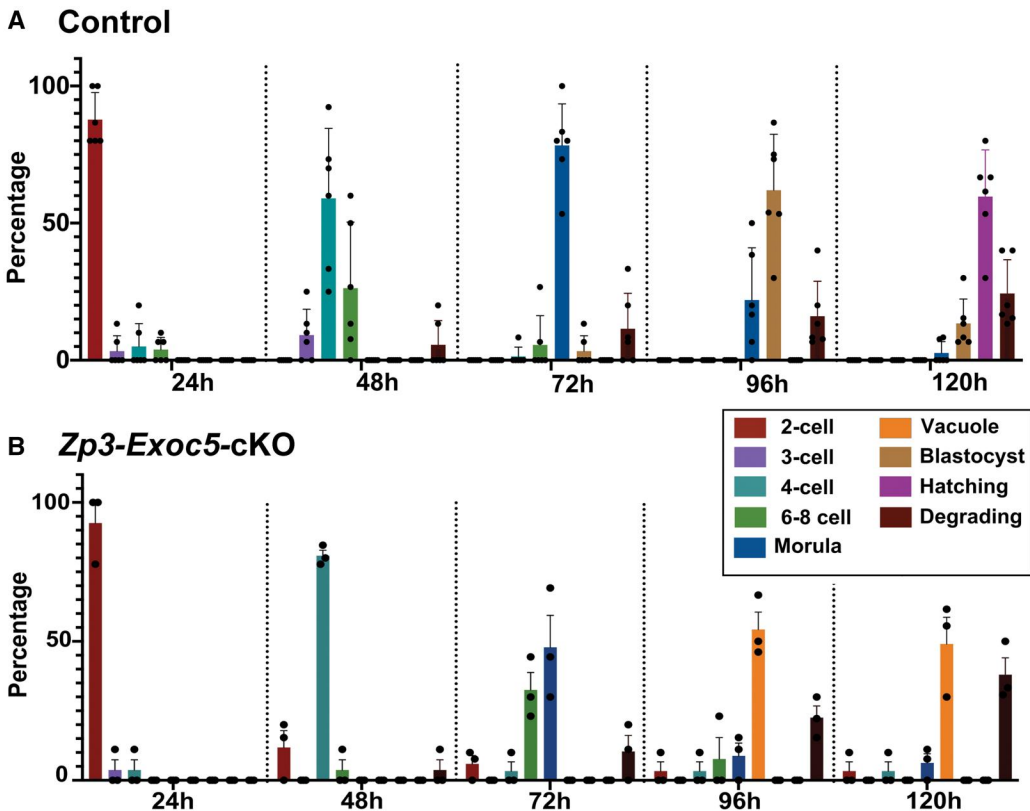 A Control
100
50
0
Percentage
24h 48h 72h 96h 120h
B Zp3-Exoc5-cKO
100
50
0
Percentage
24h 48h 72h 96h 120h
2-cell Vacuole
3-cell Blastocyst
4-cell Hatching
6-8 cell Degrading
Morula